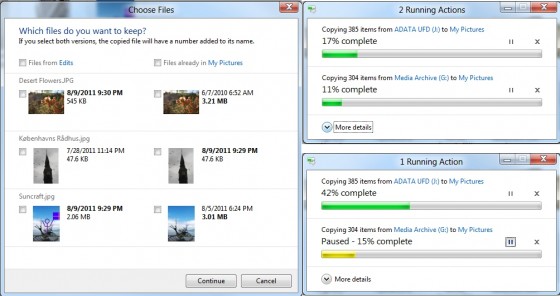 Choose Files
Which files do you want to keep?
If you select both versions, the copied file will have a number added to its name.
Files from Edits
Files already in My Pictures
Desert Flowers.JPG
8/9/2011 9:30 PM
545 KB
6/7/2010 6:52 AM
3.21 MB
Københavns Rådhus.jpg
7/28/2011 11:14 PM
47.6 KB
8/9/2011 9:29 PM
47.6 KB
Suncraft.jpg
8/9/2011 9:29 PM
2.06 MB
8/5/2011 6:24 PM
3.01 MB
Continue
Cancel
2 Running Actions
Copying 385 items from ADATA UFD (J:) to My Pictures
17% complete
Copying 304 items from Media Archive (G:) to My Pictures
11% complete
More details
1 Running Action
Copying 385 items from ADATA UFD (J:) to My Pictures
42% complete
Copying 304 items from Media Archive (G:) to My Pictures
Paused - 15% complete
More details